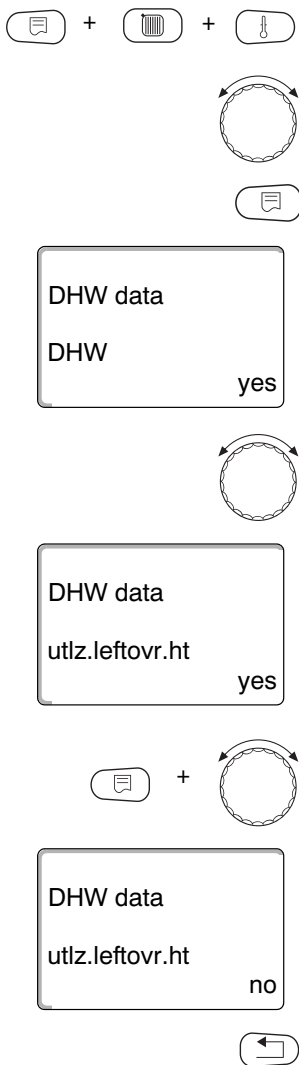 + +
DHW data
DHW
yes
DHW data
utlz.leftovr.ht
yes
+
DHW data
utlz.leftovr.ht
no